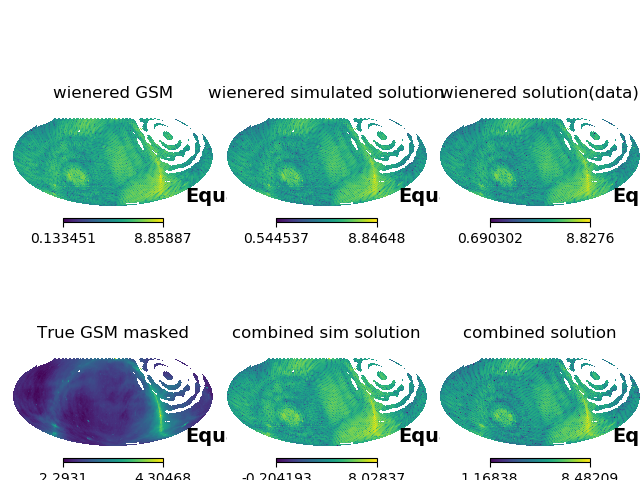 wienered GSM
wienered simulated solution
wienered solution(data)
Equ
Equ
Eq
0.133451 8.85887
0.544537 8.84648
0.690302 8.8276
True GSM masked
combined sim solution
combined solution
Equ
Equ
Eq
2.2931 4.30468
-0.204193 8.02837
1.16838 8.48209